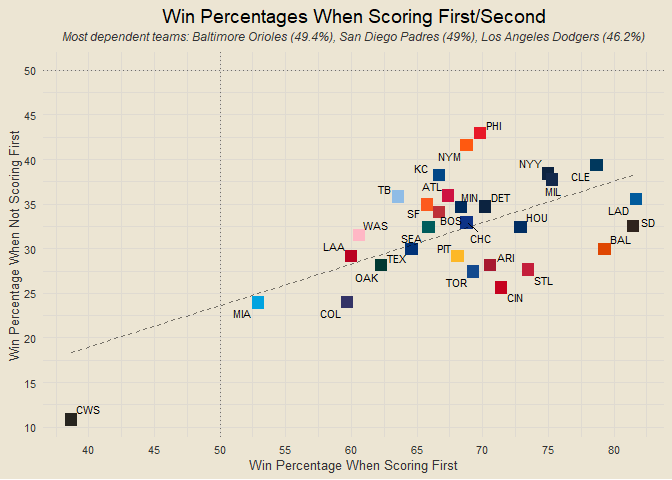 Win Percentages When Scoring First/Second
Most dependent teams: Baltimore Orioles (49.4%), San Diego Padres (49%), Los Angeles Dodgers (46.2%)
Win Percentage When Not Scoring First
50
45
40
35
30
25
20
15
10
PHI
NYM
KC
NYY
CLE
TB
ATL
MIN
DET
MIL
LAD
SF
BOS
HOU
SD
WAS
SEA
CHC
LAA
TEX
PIT
ARI
BAL
OAK
TOR
STL
CIN
MIA
COL
CWS
40
50
55
60
65
70
75
80
Win Percentage When Scoring First